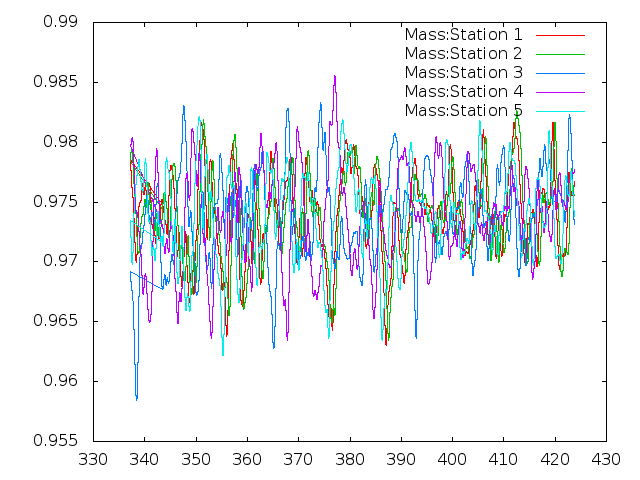 0.99
0.985
0.98
0.975
0.97
0.965
0.96
0.955
330 340 350 360 370 380 390 400 410 420 430
Mass:Station 1
Mass:Station 2
Mass:Station 3
Mass:Station 4
Mass:Station 5